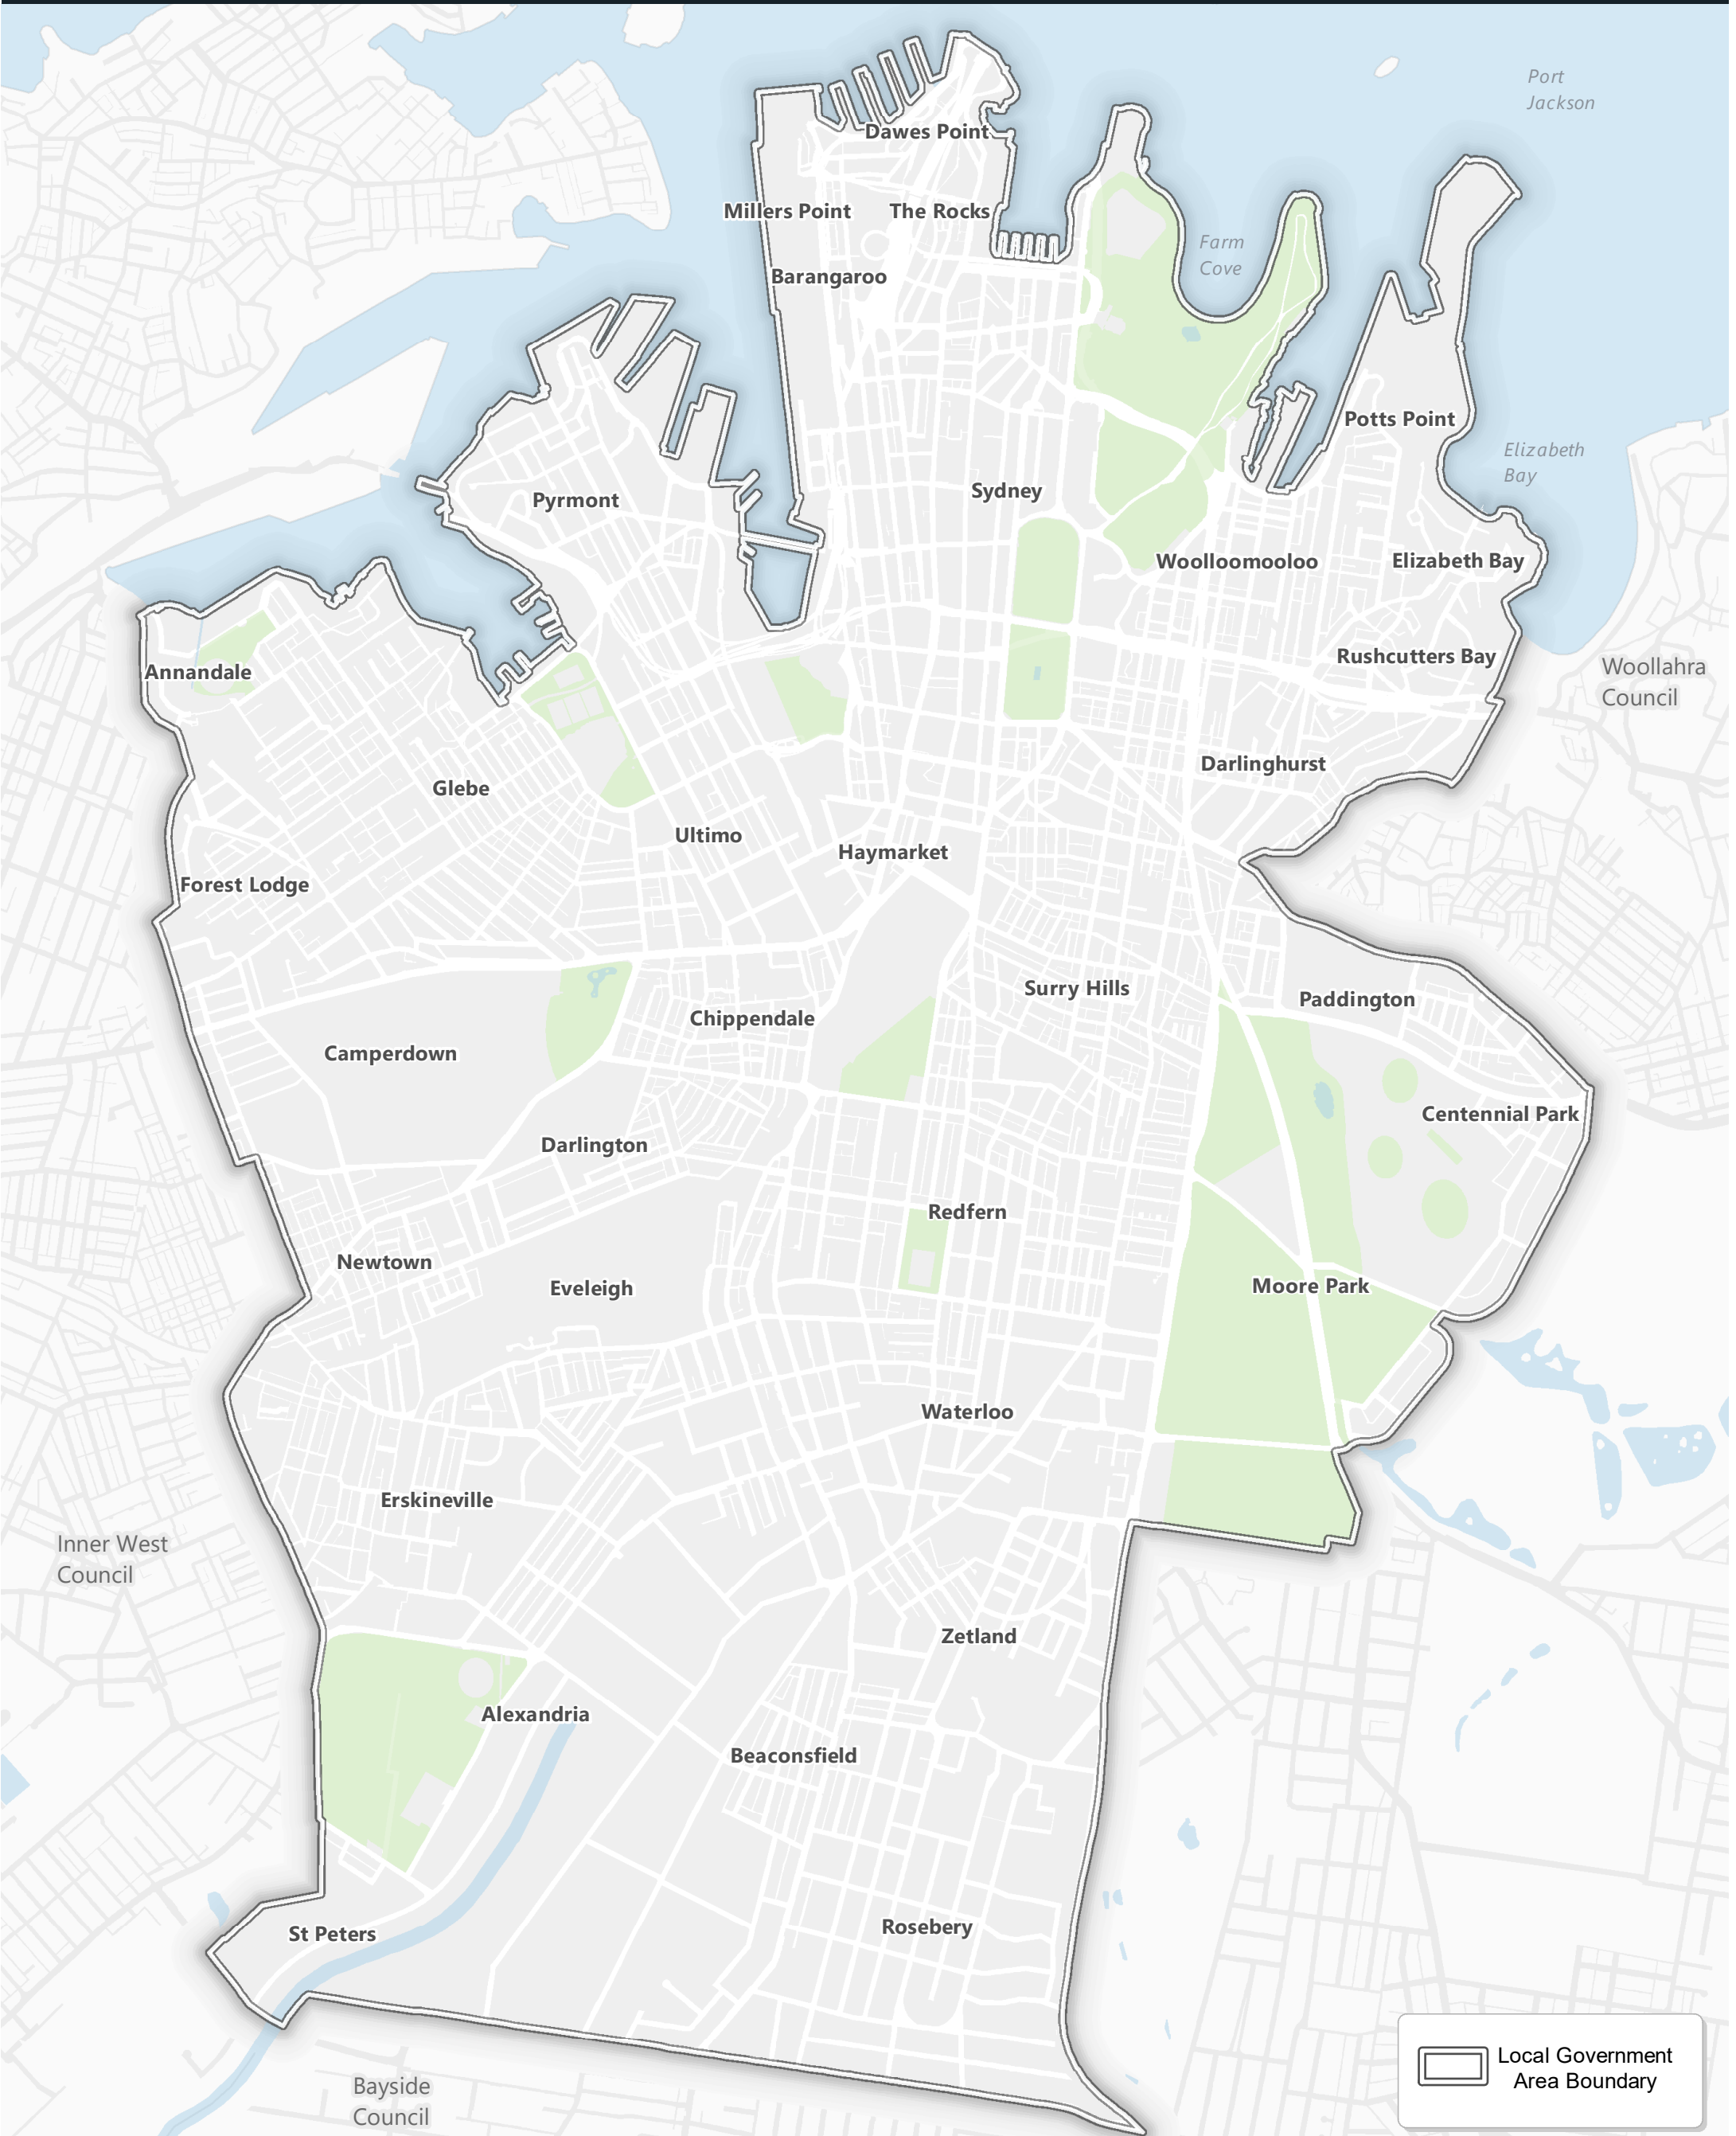 Port
Jackson
Dawes Point
Millers Point
The Rocks
Farm
Cove
Barangaroo
Potts Point
Elizabeth
Bay
Sydney
Pyrmont
Woolloomooloo
Elizabeth Bay
Rushcutters Bay
Woollahra
Council
Annandale
Darlinghurst
Glebe
Ultimo
Haymarket
Forest Lodge
Surry Hills
Paddington
Chippendale
Camperdown
Centennial Park
Darlington
Redfern
Newtown
Eveleigh
Moore Park
Waterloo
Erskineville
Inner West
Council
Zetland
Alexandria
Beaconsfield
Rosebery
St Peters
Local Government
Area Boundary
Bayside
Council